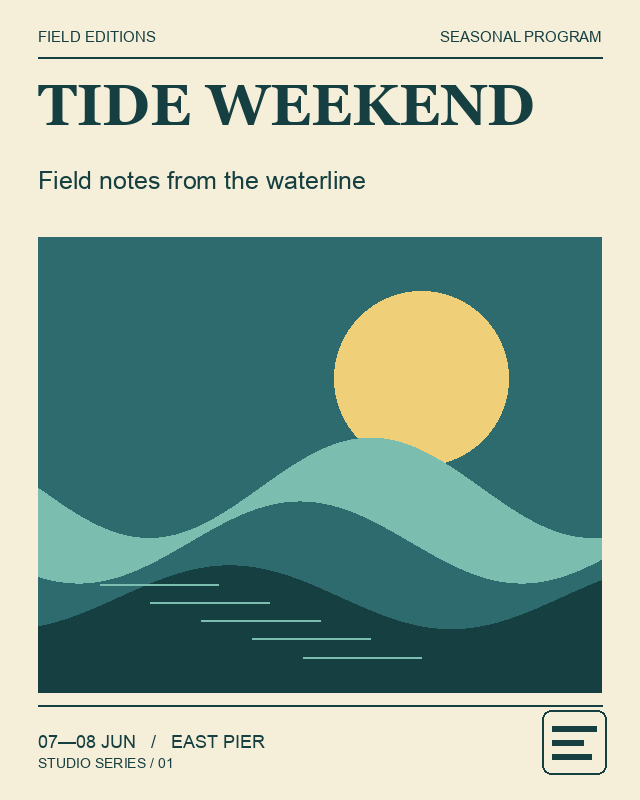 FIELD EDITIONS
SEASONAL PROGRAM
TIDE WEEKEND
Field notes from the waterline
07—08 JUN / EAST PIER
STUDIO SERIES / 01